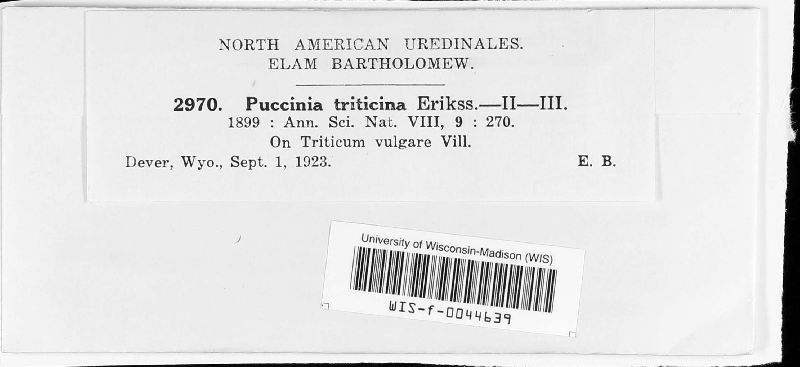 NORTH AMERICAN UREDINALES.
ELAM BARTHOLOMEW.
2970. Puccinia triticina Erikss.—II—III.
1899 : Ann. Sci. Nat. VIII, 9 : 270.
On Triticum vulgare Vill.
Dever, Wyo., Sept. 1, 1923. E. B.
University of Wisconsin-Madison (WIS)
WIS-f-0044639